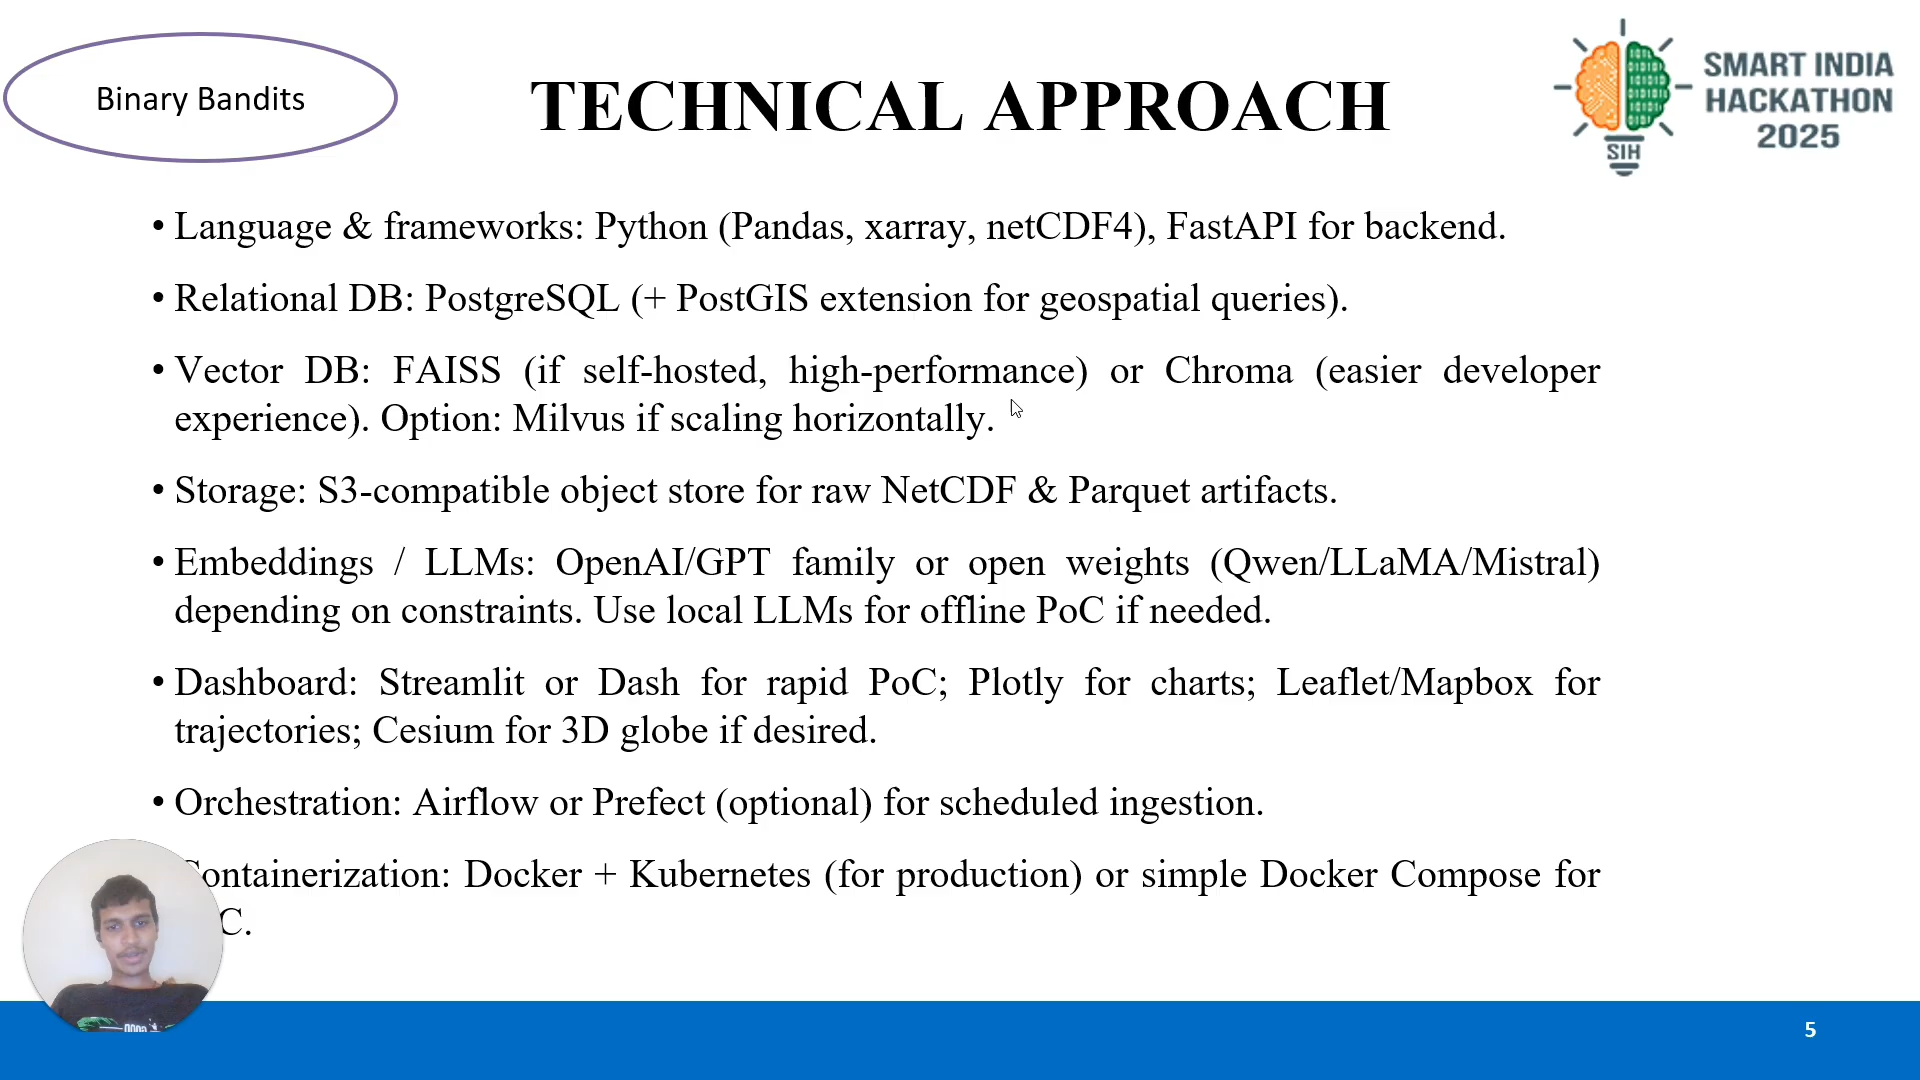 Binary Bandits
TECHNICAL APPROACH
SMART INDIA
HACKATHON
2025
SIH
• Language & frameworks: Python (Pandas, xarray, netCDF4), FastAPI for backend.
• Relational DB: PostgreSQL (+ PostGIS extension for geospatial queries).
• Vector DB: FAISS (if self-hosted, high-performance) or Chroma (easier developer
experience). Option: Milvus if scaling horizontally.
• Storage: S3-compatible object store for raw NetCDF & Parquet artifacts.
• Embeddings / LLMs: OpenAI/GPT family or open weights (Qwen/LLaMA/Mistral)
depending on constraints. Use local LLMs for offline PoC if needed.
• Dashboard: Streamlit or Dash for rapid PoC; Plotly for charts; Leaflet/Mapbox for
trajectories; Cesium for 3D globe if desired.
• Orchestration: Airflow or Prefect (optional) for scheduled ingestion.
Containerization: Docker + Kubernetes (for production) or simple Docker Compose for
C.
5